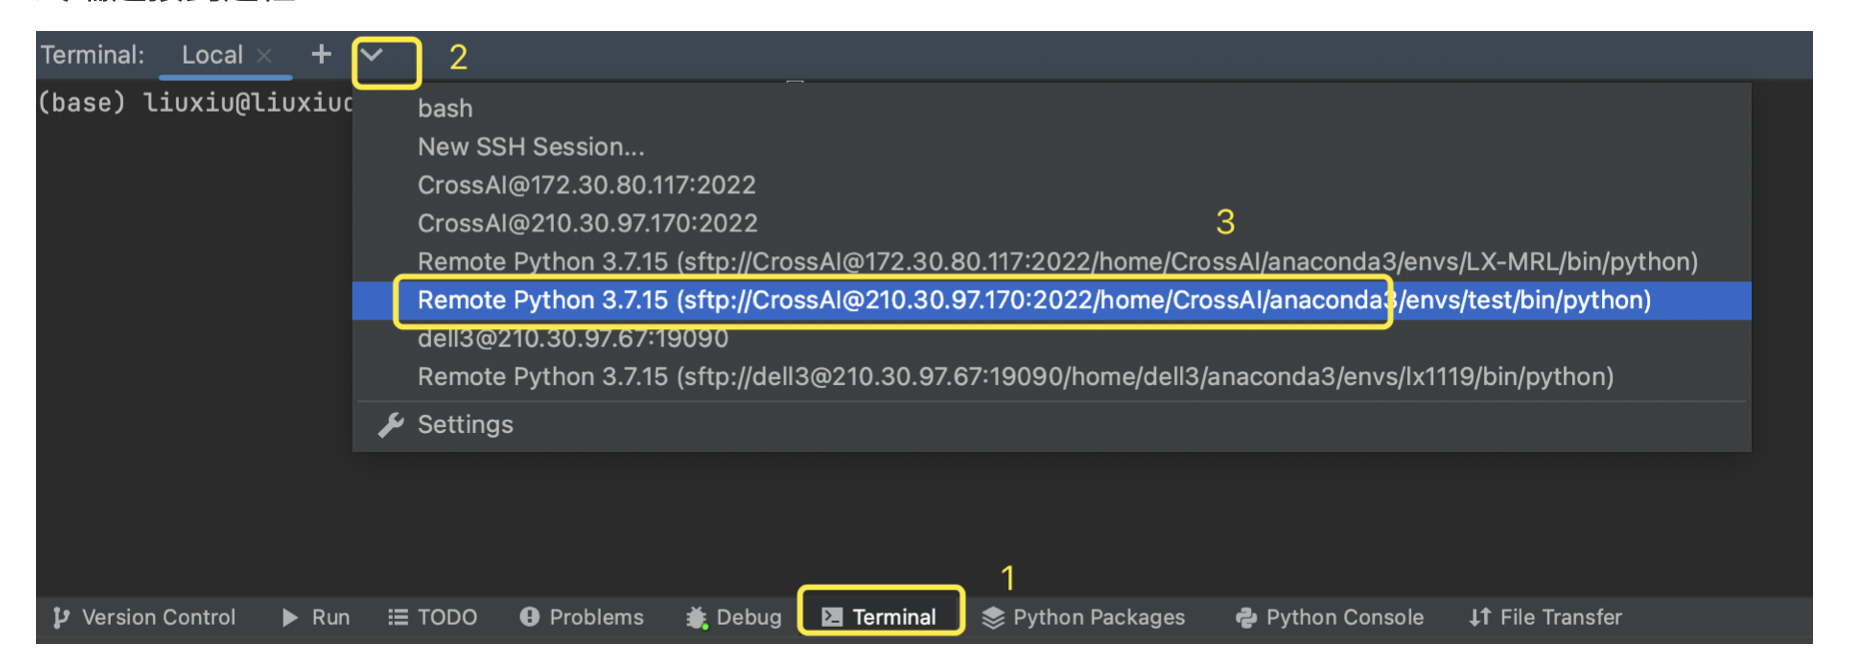 Terminal: Local × + 2
(base) liuxiu@liuxiu
bash
New SSH Session...
CrossAI@172.30.80.117:2022
CrossAI@210.30.97.170:2022
3
Remote Python 3.7.15 (sftp://CrossAI@172.30.80.117:2022/home/CrossAI/anaconda3/envs/LX-MRL/bin/python)
Remote Python 3.7.15 (sftp://CrossAI@210.30.97.170:2022/home/CrossAI/anaconda3/envs/test/bin/python)
dell3@210.30.97.67:19090
Remote Python 3.7.15 (sftp://dell3@210.30.97.67:19090/home/dell3/anaconda3/envs/lx1119/bin/python)
Settings
1
Version Control Run TODO Problems Debug Terminal Python Packages Python Console File Transfer